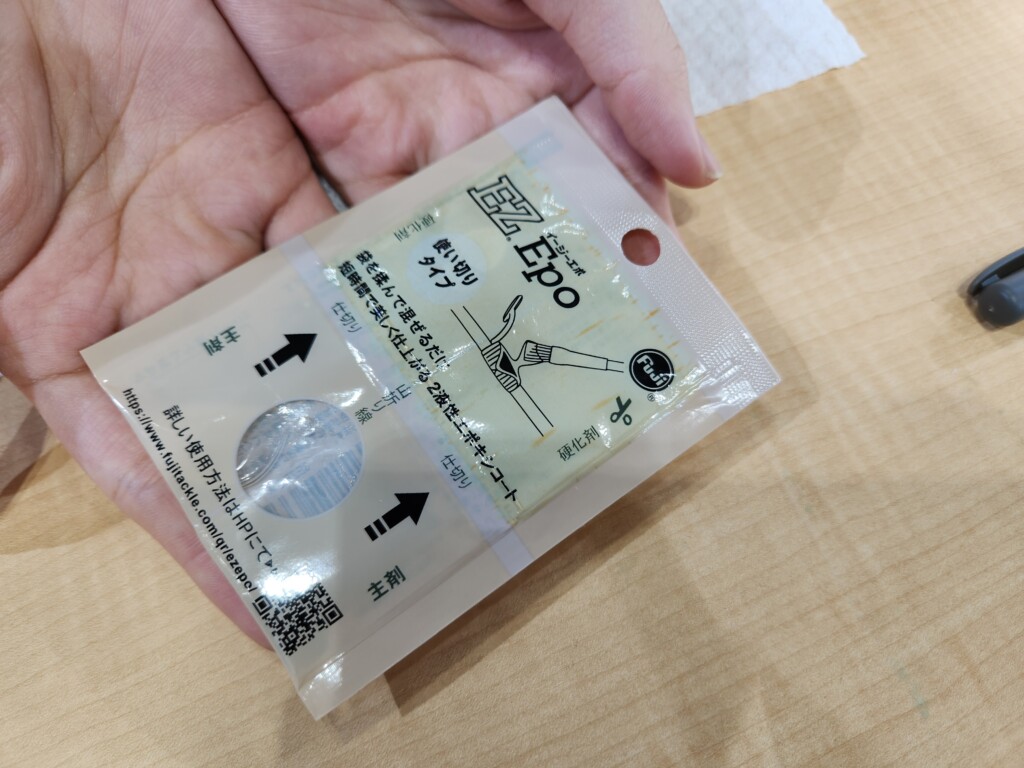 EZ Epo
イージーエポ
使い切り
タイプ
袋を揉んで混ぜるだけ
短時間で美しく仕上がる2液性エポキシコート
Fuji
®
硬化剤
硬化剤
仕切り
仕切り
主剤
主剤
詳しい使用方法はHPにて
https://www.fujitackle.com/qr/ezepo/